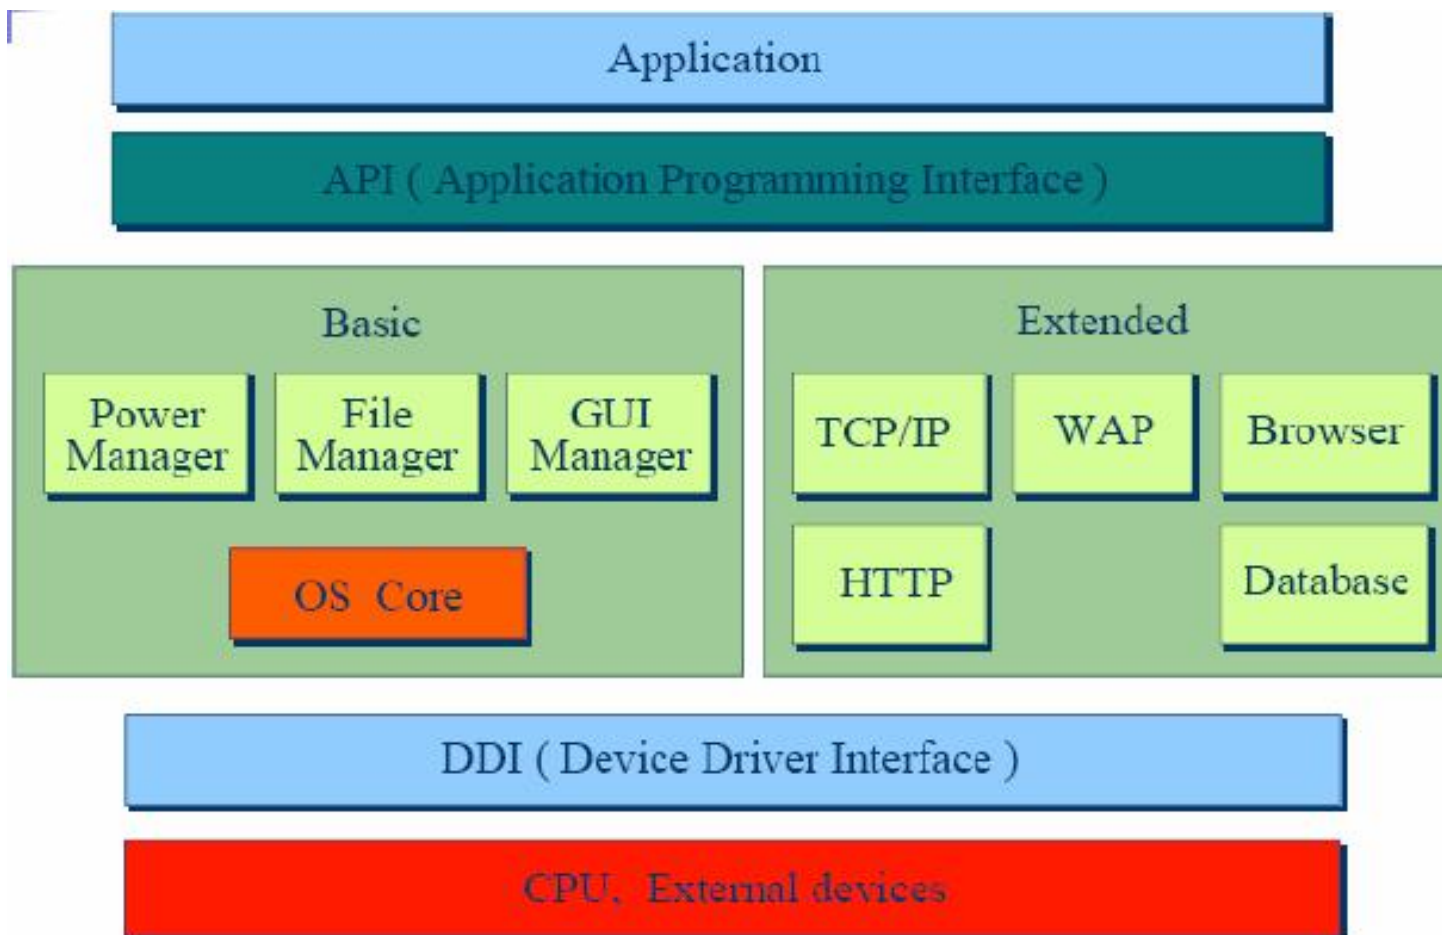 Application
API ( Application Programming Interface )
Basic
Power
Manager
File
Manager
GUI
Manager
OS Core
Extended
TCP/IP
WAP
Browser
HTTP
Database
DDI ( Device Driver Interface )
CPU, External devices